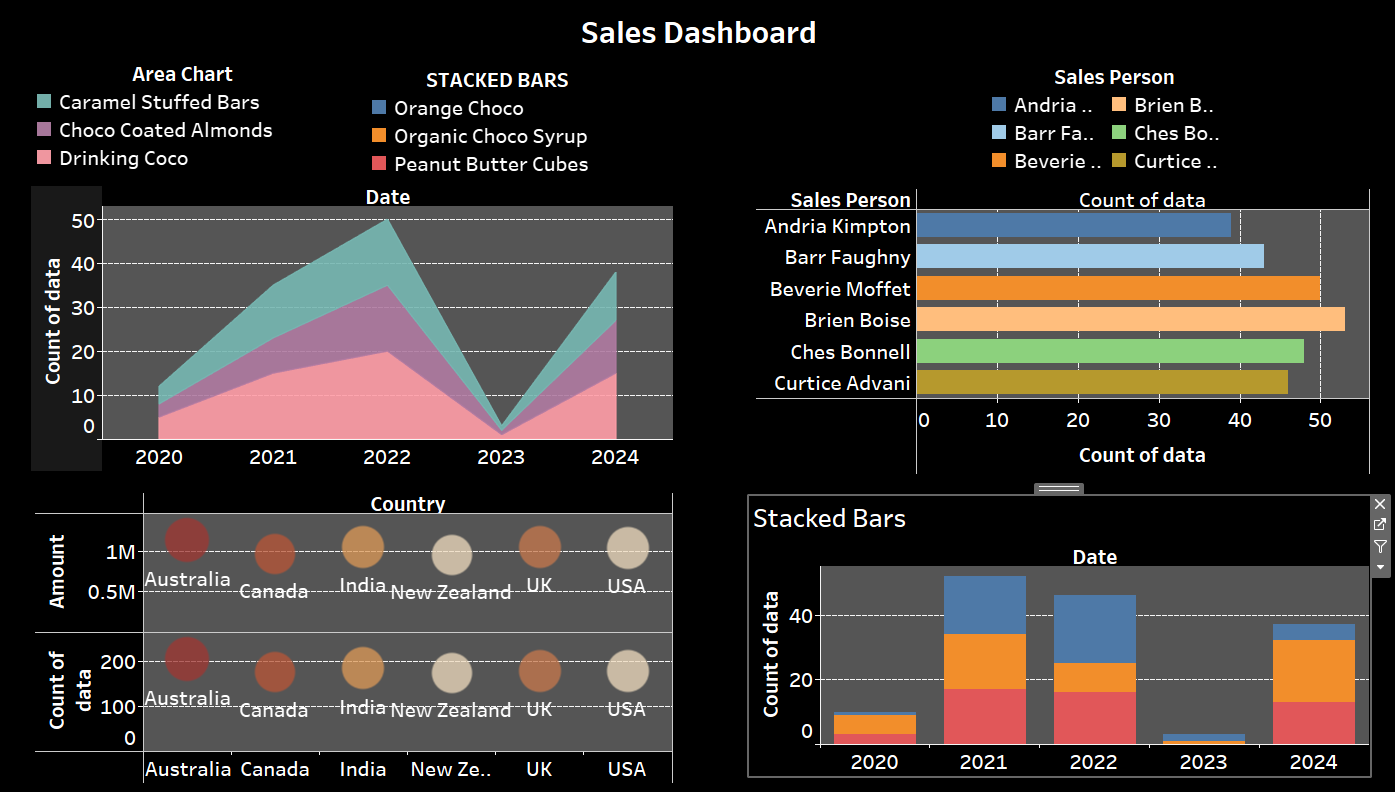 Sales Dashboard
Area Chart
Caramel Stuffed Bars
Choco Coated Almonds
Drinking Coco
STACKED BARS
Orange Choco
Organic Choco Syrup
Peanut Butter Cubes
Sales Person
Andria .. Brien B..
Barr Fa.. Ches Bo..
Beverie .. Curtice ..
Date
Count of data
50
40
30
20
10
0
2020 2021 2022 2023 2024
Sales Person Count of data
Andria Kimpton
Barr Faughny
Beverie Moffet
Brien Boise
Ches Bonnell
Curtice Advani
0 10 20 30 40 50
Count of data
Country
Amount
1M
0.5M
Australia Canada India New Zealand UK USA
Count of
data
200
100
0
Australia Canada India New Zealand UK USA
Australia Canada India New Ze.. UK USA
Stacked Bars
Date
Count of data
40
20
0
2020 2021 2022 2023 2024